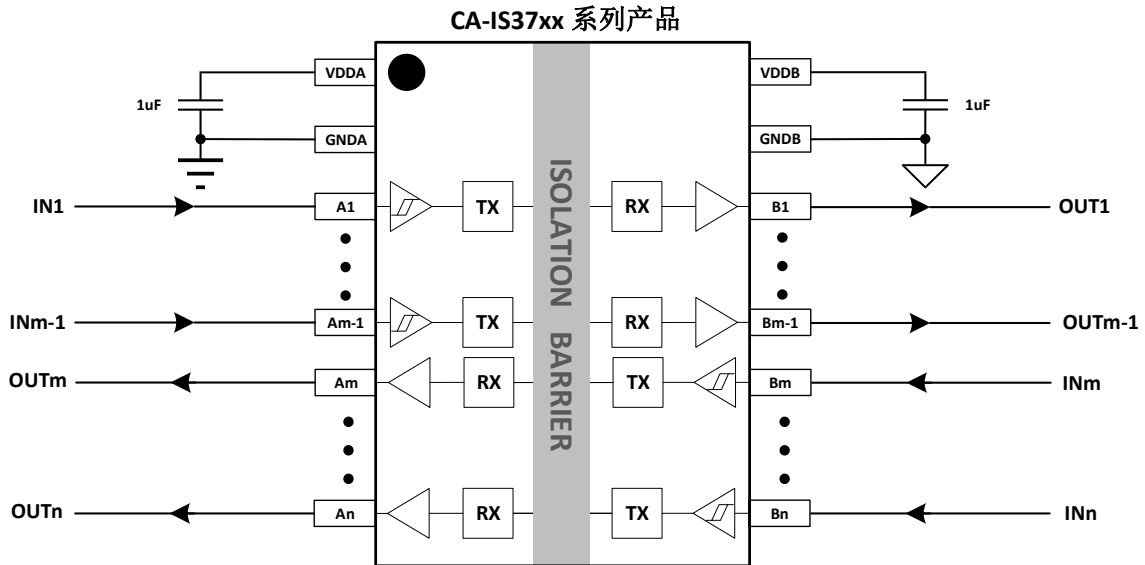 CA-IS37xx 系列产品
VDDA
VDDB
1uF
1uF
GNDA
GNDB
ISOLATION BARRIER
IN1
A1
TX
RX
B1
OUT1
INm-1
Am-1
TX
RX
Bm-1
OUTm-1
OUTm
Am
RX
TX
Bm
INm
OUTn
An
RX
TX
Bn
INn